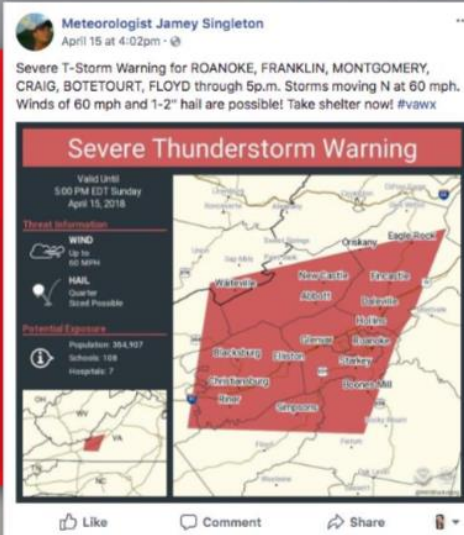 Meteorologist Jamey Singleton
April 15 at 4:02pm
Severe T-Storm Warning for ROANOKE, FRANKLIN, MONTGOMERY,
CRAIG, BOTETOURT, FLOYD through 5p.m. Storms moving N at 60 mph.
Winds of 60 mph and 1-2" hail are possible! Take shelter now! #vawx
Severe Thunderstorm Warning
Valid Until
5:00 PM EDT Sunday
April 15, 2018
Threat Information
WIND
Up to
60 MPH
HAIL
Quarter
Sized Possible
Potential Exposure
Population: 364,907
Schools: 108
Hospitals: 7
OH
WV
VA
TN
NC
Eagle Rock
Oriskany
Waiteville
New Castle
Fincastle
Abbott
Daleville
Hollins
Glenvar
Roanoke
Blacksburg
Elliston
Starkey
Christiansburg
Boones Mill
Riner
Simpsons
Floyd
Like
Comment
Share